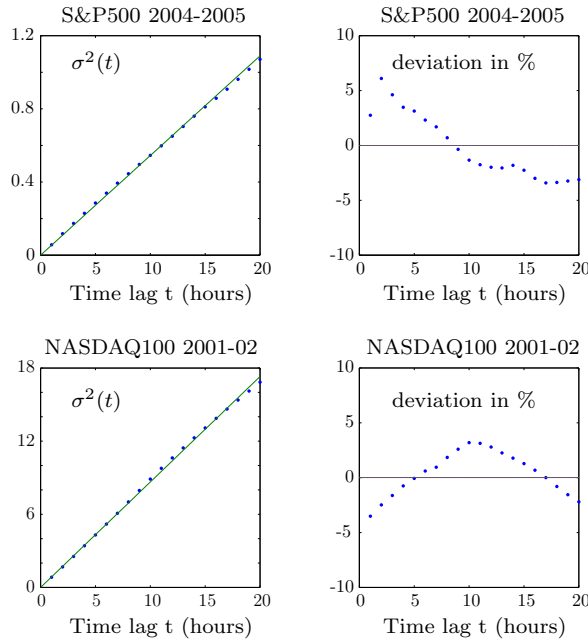 S&P500 2004-2005
1.2
0.8
0.4
0
σ²(t)
0 5 10 15 20
Time lag t (hours)
S&P500 2004-2005
10
5
0
-5
-10
deviation in %
0 5 10 15 20
Time lag t (hours)
NASDAQ100 2001-02
18
12
6
0
σ²(t)
0 5 10 15 20
Time lag t (hours)
NASDAQ100 2001-02
10
5
0
-5
-10
deviation in %
0 5 10 15 20
Time lag t (hours)